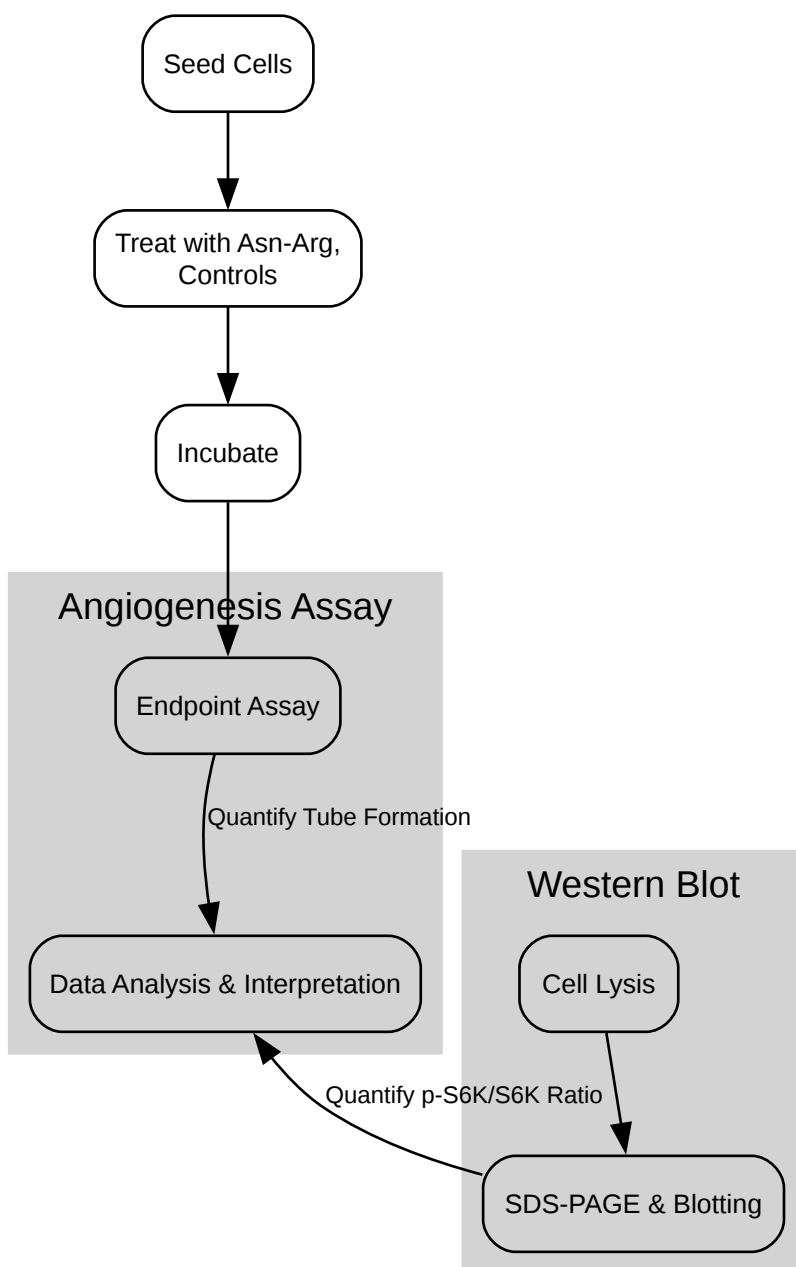 Seed Cells
Treat with Asn-Arg,
Controls
Incubate
Angiogenesis Assay
Endpoint Assay
Quantify Tube Formation
Western Blot
Data Analysis & Interpretation
Cell Lysis
Quantify p-S6K/S6K Ratio
SDS-PAGE & Blotting